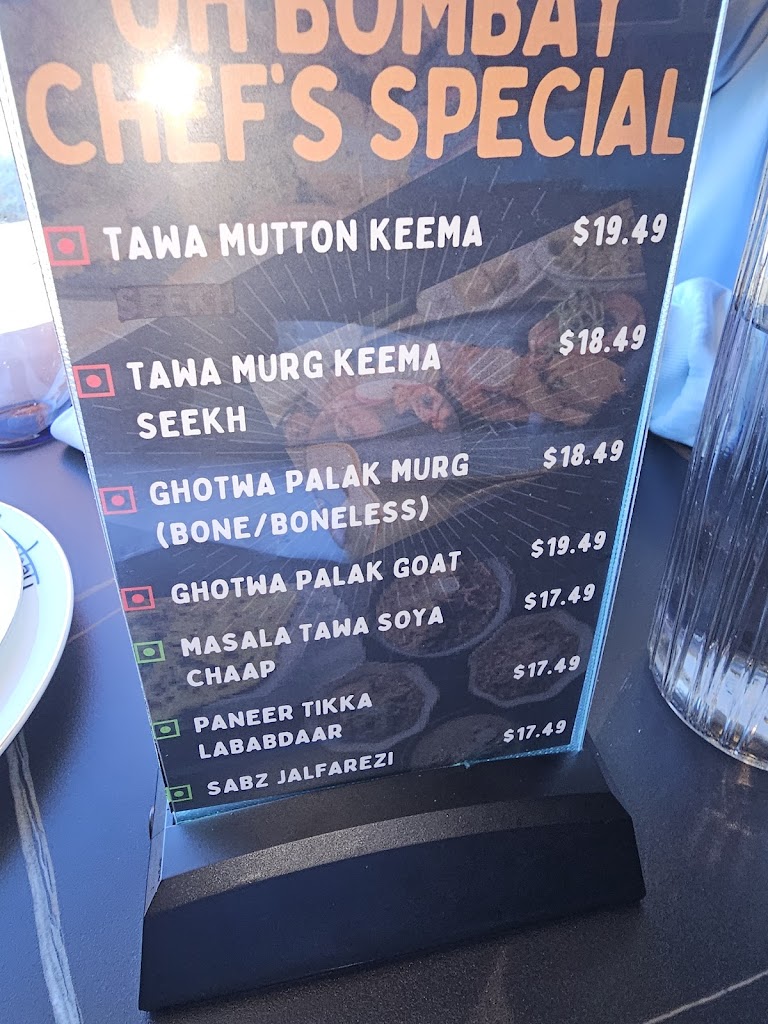 OH BOMBAY
CHEF'S SPECIAL
TAWA MUTTON KEEMA $19.49
SEEKH
TAWA MURG KEEMA $18.49
SEEKH
GHOTWA PALAK MURG $18.49
(BONE/BONELESS)
GHOTWA PALAK GOAT $19.49
MASALA TAWA SOYA $17.49
CHAAP
PANEER TIKKA $17.49
LABABDAAR
SABZ JALFAREZI $17.49